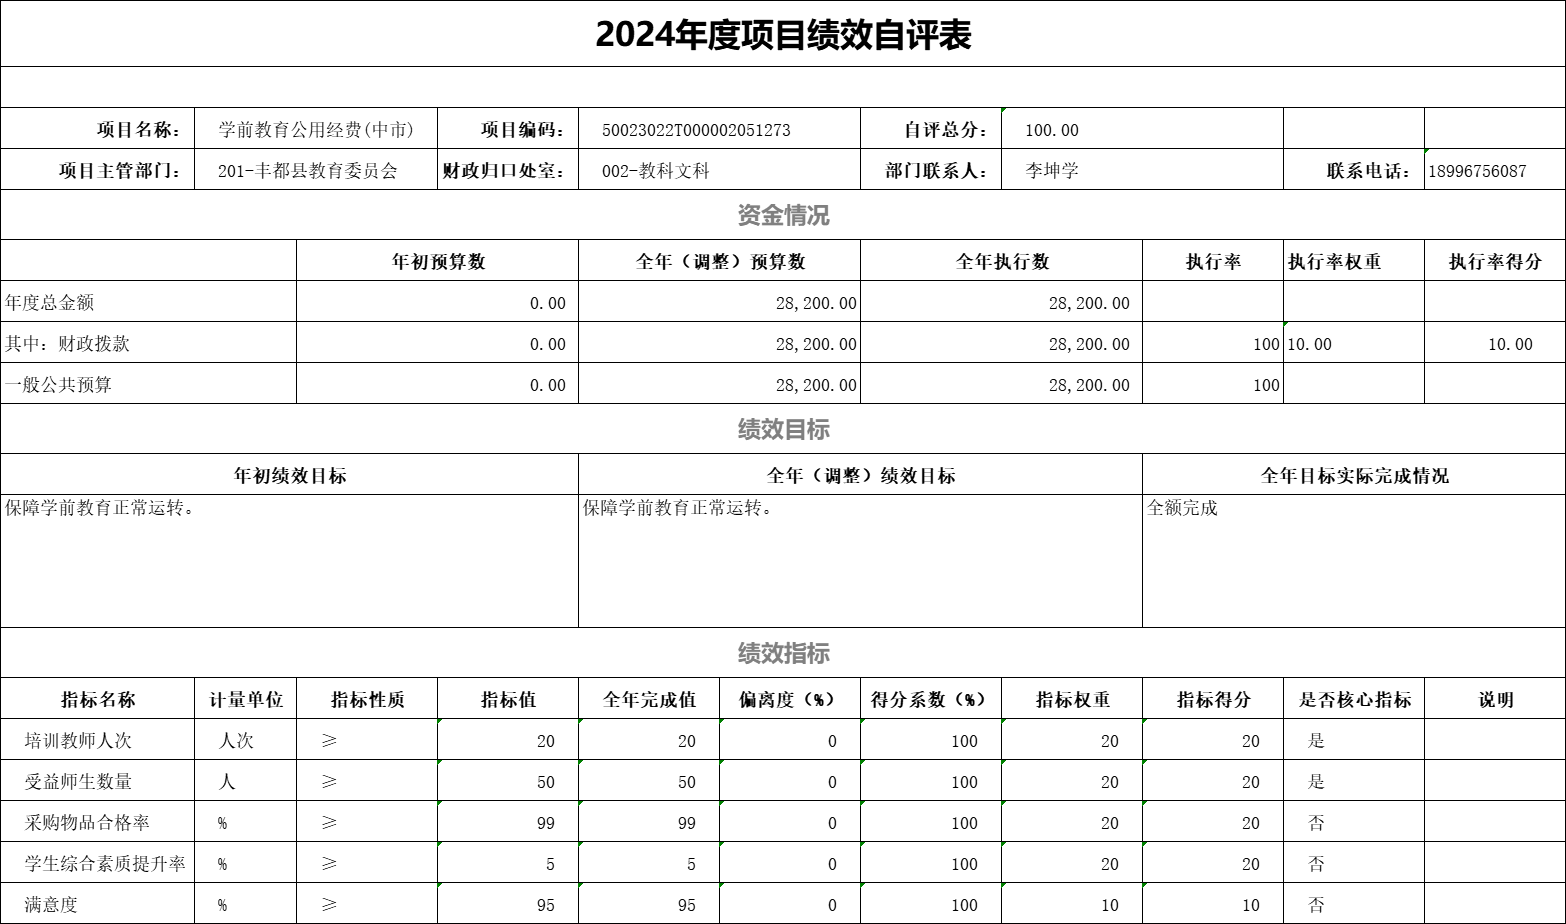 2024年度项目绩效自评表
项目名称： 学前教育公用经费(中市) 项目编码： 50023022T000002051273 自评总分： 100.00
项目主管部门： 201-丰都县教育委员会 财政归口处室： 002-教科文科 部门联系人： 李坤学 联系电话： 18996756087
资金情况
年初预算数 全年（调整）预算数 全年执行数 执行率 执行率权重 执行率得分
年度总金额 0.00 28,200.00 28,200.00
其中: 财政拨款 0.00 28,200.00 28,200.00 100 10.00 10.00
一般公共预算 0.00 28,200.00 28,200.00 100
绩效目标
年初绩效目标 全年（调整）绩效目标 全年目标实际完成情况
保障学前教育正常运转。 保障学前教育正常运转。 全额完成
绩效指标
指标名称 计量单位 指标性质 指标值 全年完成值 偏离度（%） 得分系数（%） 指标权重 指标得分 是否核心指标 说明
培训教师人次 人次 ≥ 20 20 0 100 20 20 是
受益师生数量 人 ≥ 50 50 0 100 20 20 是
采购物品合格率 % ≥ 99 99 0 100 20 20 否
学生综合素质提升率 % ≥ 5 5 0 100 20 20 否
满意度 % ≥ 95 95 0 100 10 10 否